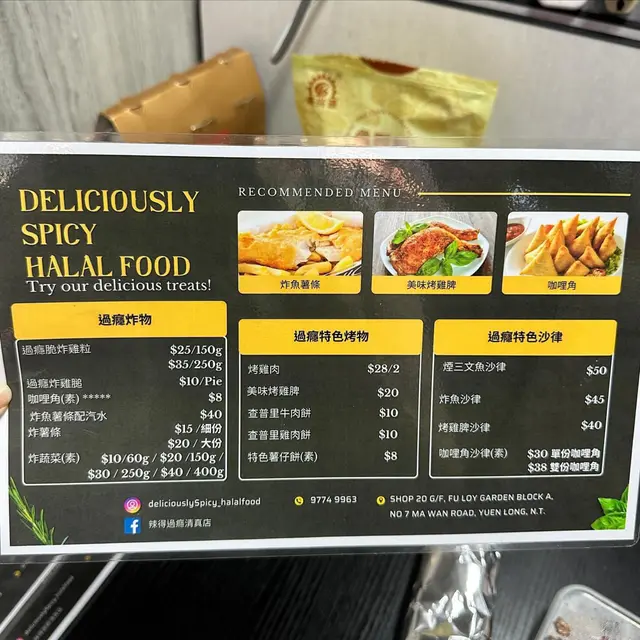 DELICIOUSLY
SPICY
HALAL FOOD
Try our delicious treats!
RECOMMENDED MENU
炸魚薯條
美味烤雞脾
咖哩角
過癮炸物
過癮脆炸雞粒 $25/150g
$35/250g
過癮炸雞髀 $10/Pie
咖哩角(素) ***** $8
炸魚薯條配汽水 $40
炸薯條 $15 /細份
$20 / 大份
炸蔬菜(素) $10/60g / $20 /150g /
$30 / 250g / $40 / 400g
過癮特色烤物
烤雞肉 $28/2
美味烤雞脾 $20
查普里牛肉餅 $10
查普里雞肉餅 $10
特色薯仔餅(素) $8
過癮特色沙律
煙三文魚沙律 $50
炸魚沙律 $45
烤雞脾沙律 $40
咖哩角沙律(素) $30 單份咖哩角
$38 雙份咖哩角
deliciously5picy_halalfood
辣得過癮清真店
9774 9963
SHOP 20 G/F, FU LOY GARDEN BLOCK A,
NO 7 MA WAN ROAD, YUEN LONG, N.T.